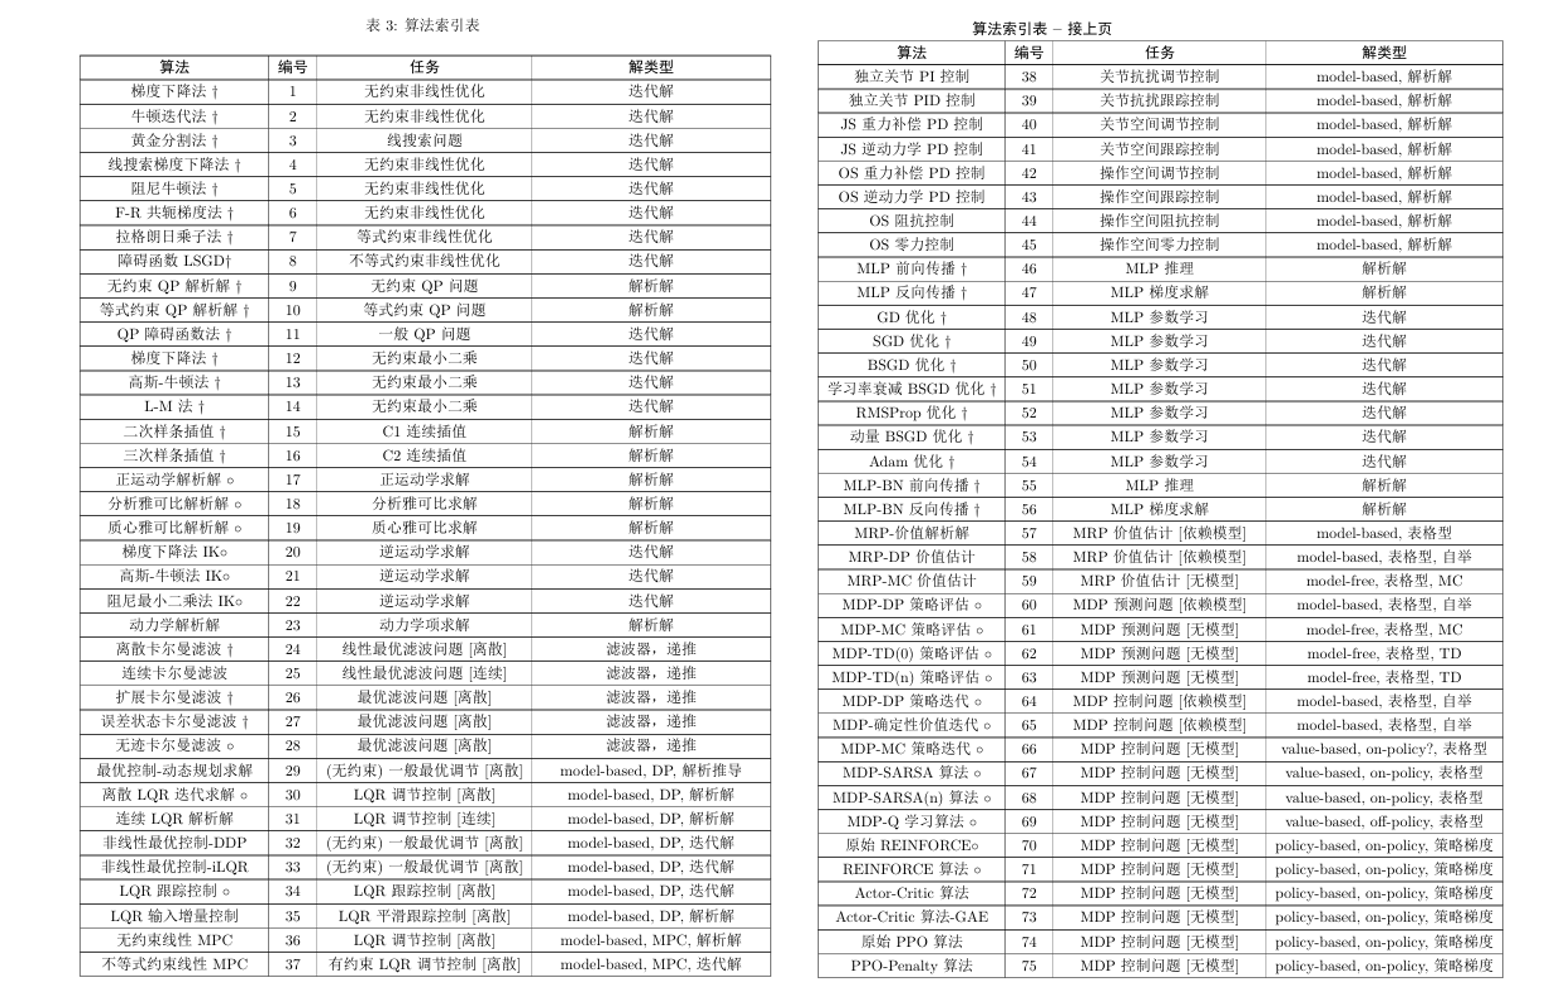 表 3: 算法索引表
算法 编号 任务 解类型
梯度下降法 † 1 无约束非线性优化 迭代解
牛顿迭代法 † 2 无约束非线性优化 迭代解
黄金分割法 † 3 线搜索问题 迭代解
线搜索梯度下降法 † 4 无约束非线性优化 迭代解
阻尼牛顿法 † 5 无约束非线性优化 迭代解
F-R 共轭梯度法 † 6 无约束非线性优化 迭代解
拉格朗日乘子法 † 7 等式约束非线性优化 迭代解
障碍函数 LSGD† 8 不等式约束非线性优化 迭代解
无约束 QP 解析解 † 9 无约束 QP 问题 解析解
等式约束 QP 解析解 † 10 等式约束 QP 问题 解析解
QP 障碍函数法 † 11 一般 QP 问题 迭代解
梯度下降法 † 12 无约束最小二乘 迭代解
高斯-牛顿法 † 13 无约束最小二乘 迭代解
L-M 法 † 14 无约束最小二乘 迭代解
二次样条插值 † 15 C1 连续插值 解析解
三次样条插值 † 16 C2 连续插值 解析解
正运动学解析解 ○ 17 正运动学求解 解析解
分析雅可比解析解 ○ 18 分析雅可比求解 解析解
质心雅可比解析解 ○ 19 质心雅可比求解 解析解
梯度下降法 IK○ 20 逆运动学求解 迭代解
高斯-牛顿法 IK○ 21 逆运动学求解 迭代解
阻尼最小二乘法 IK○ 22 逆运动学求解 迭代解
动力学解析解 23 动力学项求解 解析解
离散卡尔曼滤波 † 24 线性最优滤波问题 [离散] 滤波器，递推
连续卡尔曼滤波 25 线性最优滤波问题 [连续] 滤波器，递推
扩展卡尔曼滤波 † 26 最优滤波问题 [离散] 滤波器，递推
误差状态卡尔曼滤波 † 27 最优滤波问题 [离散] 滤波器，递推
无迹卡尔曼滤波 ○ 28 最优滤波问题 [离散] 滤波器，递推
最优控制-动态规划求解 29 (无约束) 一般最优调节 [离散] model-based, DP, 解析推导
离散 LQR 迭代求解 ○ 30 LQR 调节控制 [离散] model-based, DP, 解析解
连续 LQR 解析解 31 LQR 调节控制 [连续] model-based, DP, 解析解
非线性最优控制-DDP 32 (无约束) 一般最优调节 [离散] model-based, DP, 迭代解
非线性最优控制-iLQR 33 (无约束) 一般最优调节 [离散] model-based, DP, 迭代解
LQR 跟踪控制 ○ 34 LQR 跟踪控制 [离散] model-based, DP, 迭代解
LQR 输入增量控制 35 LQR 平滑跟踪控制 [离散] model-based, DP, 解析解
无约束线性 MPC 36 LQR 调节控制 [离散] model-based, MPC, 解析解
不等式约束线性 MPC 37 有约束 LQR 调节控制 [离散] model-based, MPC, 迭代解
算法索引表 – 接上页
算法 编号 任务 解类型
独立关节 PI 控制 38 关节抗扰调节控制 model-based, 解析解
独立关节 PID 控制 39 关节抗扰跟踪控制 model-based, 解析解
JS 重力补偿 PD 控制 40 关节空间调节控制 model-based, 解析解
JS 逆动力学 PD 控制 41 关节空间跟踪控制 model-based, 解析解
OS 重力补偿 PD 控制 42 操作空间调节控制 model-based, 解析解
OS 逆动力学 PD 控制 43 操作空间跟踪控制 model-based, 解析解
OS 阻抗控制 44 操作空间阻抗控制 model-based, 解析解
OS 零力控制 45 操作空间零力控制 model-based, 解析解
MLP 前向传播 † 46 MLP 推理 解析解
MLP 反向传播 † 47 MLP 梯度求解 解析解
GD 优化 † 48 MLP 参数学习 迭代解
SGD 优化 † 49 MLP 参数学习 迭代解
BSGD 优化 † 50 MLP 参数学习 迭代解
学习率衰减 BSGD 优化 † 51 MLP 参数学习 迭代解
RMSProp 优化 † 52 MLP 参数学习 迭代解
动量 BSGD 优化 † 53 MLP 参数学习 迭代解
Adam 优化 † 54 MLP 参数学习 迭代解
MLP-BN 前向传播 † 55 MLP 推理 解析解
MLP-BN 反向传播 † 56 MLP 梯度求解 解析解
MRP-价值解析解 57 MRP 价值估计 [依赖模型] model-based, 表格型
MRP-DP 价值估计 58 MRP 价值估计 [依赖模型] model-based, 表格型, 自举
MRP-MC 价值估计 59 MRP 价值估计 [无模型] model-free, 表格型, MC
MDP-DP 策略评估 ○ 60 MDP 预测问题 [依赖模型] model-based, 表格型, 自举
MDP-MC 策略评估 ○ 61 MDP 预测问题 [无模型] model-free, 表格型, MC
MDP-TD(0) 策略评估 ○ 62 MDP 预测问题 [无模型] model-free, 表格型, TD
MDP-TD(n) 策略评估 ○ 63 MDP 预测问题 [无模型] model-free, 表格型, TD
MDP-DP 策略迭代 ○ 64 MDP 控制问题 [依赖模型] model-based, 表格型, 自举
MDP-确定性价值迭代 ○ 65 MDP 控制问题 [依赖模型] model-based, 表格型, 自举
MDP-MC 策略迭代 ○ 66 MDP 控制问题 [无模型] value-based, on-policy?, 表格型
MDP-SARSA 算法 ○ 67 MDP 控制问题 [无模型] value-based, on-policy, 表格型
MDP-SARSA(n) 算法 ○ 68 MDP 控制问题 [无模型] value-based, on-policy, 表格型
MDP-Q 学习算法 ○ 69 MDP 控制问题 [无模型] value-based, off-policy, 表格型
原始 REINFORCE○ 70 MDP 控制问题 [无模型] policy-based, on-policy, 策略梯度
REINFORCE 算法 ○ 71 MDP 控制问题 [无模型] policy-based, on-policy, 策略梯度
Actor-Critic 算法 72 MDP 控制问题 [无模型] policy-based, on-policy, 策略梯度
Actor-Critic 算法-GAE 73 MDP 控制问题 [无模型] policy-based, on-policy, 策略梯度
原始 PPO 算法 74 MDP 控制问题 [无模型] policy-based, on-policy, 策略梯度
PPO-Penalty 算法 75 MDP 控制问题 [无模型] policy-based, on-policy, 策略梯度